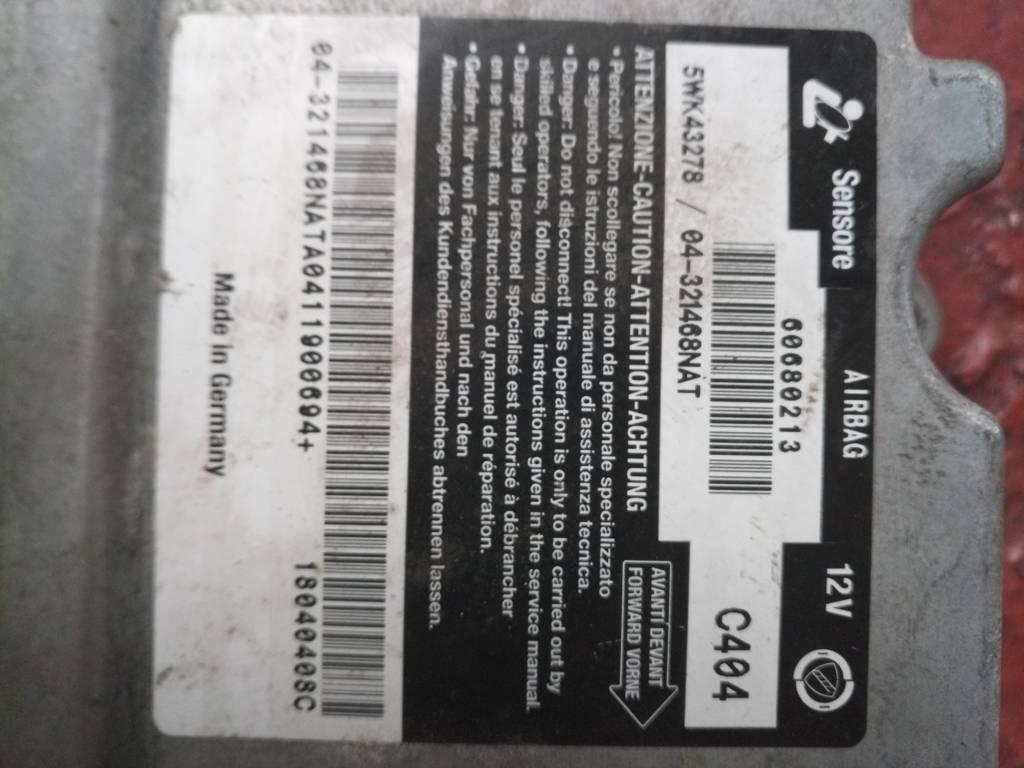 Sensore AIRBAG 12V
60680213
C404
5WK43278 / 04-321468NAT
ATTENZIONE-CAUTION-ATTENTION-ACHTUNG
AVANTI DEVANT
FORWARD VORNE
• Pericolo! Non scollegare se non da personale specializzato
e seguendo le istruzioni del manuale di assistenza tecnica.
• Danger: Do not disconnect! This operation is only to be carried out by
skilled operators, following the instructions given in the service manual.
• Danger: Seul le personel spécialisé est autorisé à débrancher
en se tenant aux instructions du manuel de réparation.
• Gefahr: Nur von Fachpersonal und nach den
Anweisungen des Kundendiensthandbuches abtrennen lassen.
04-321468NATA0411900694+ 18040408C
Made in Germany